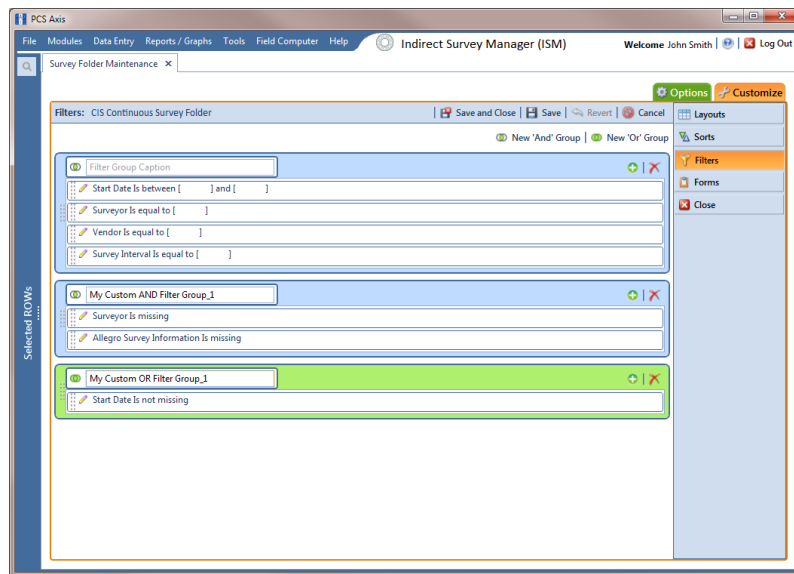 PCS Axis
File Modules Data Entry Reports / Graphs Tools Field Computer Help Indirect Survey Manager (ISM) Welcome John Smith | | Log Out
Survey Folder Maintenance ×
Options Customize
Filters: CIS Continuous Survey Folder | Save and Close | Save | Revert | Cancel
Layouts
New 'And' Group | New 'Or' Group
Sorts
Filter Group Caption
Filters
Start Date Is between [ ] and [ ]
Forms
Surveyor Is equal to [ ]
Close
Vendor Is equal to [ ]
Survey Interval Is equal to [ ]
My Custom AND Filter Group_1
Surveyor Is missing
Allegro Survey Information Is missing
My Custom OR Filter Group_1
Start Date Is not missing
Selected ROWs